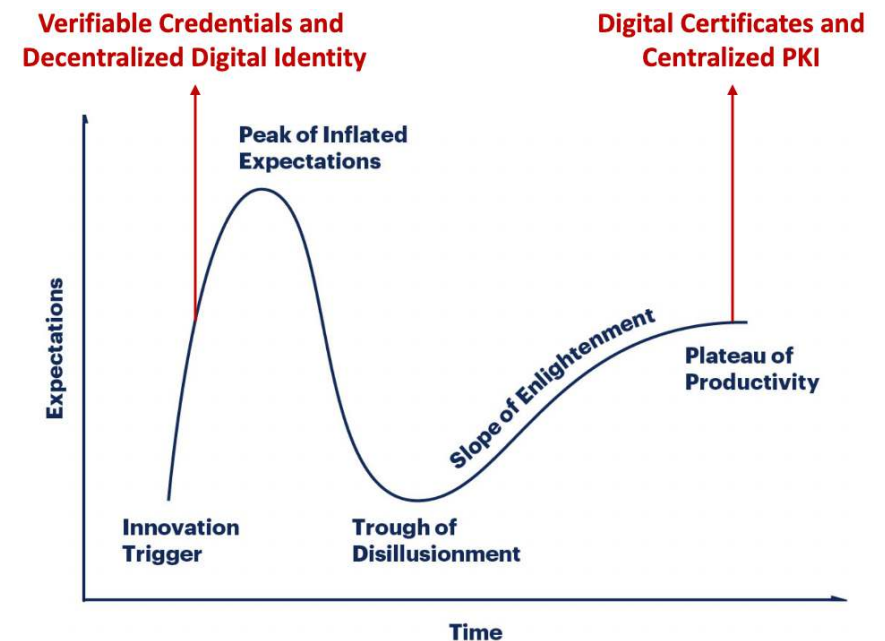 Verifiable Credentials and
Decentralized Digital Identity
Digital Certificates and
Centralized PKI
Peak of Inflated
Expectations
Expectations
Slope of Enlightenment
Plateau of
Productivity
Innovation
Trigger
Trough of
Disillusionment
Time